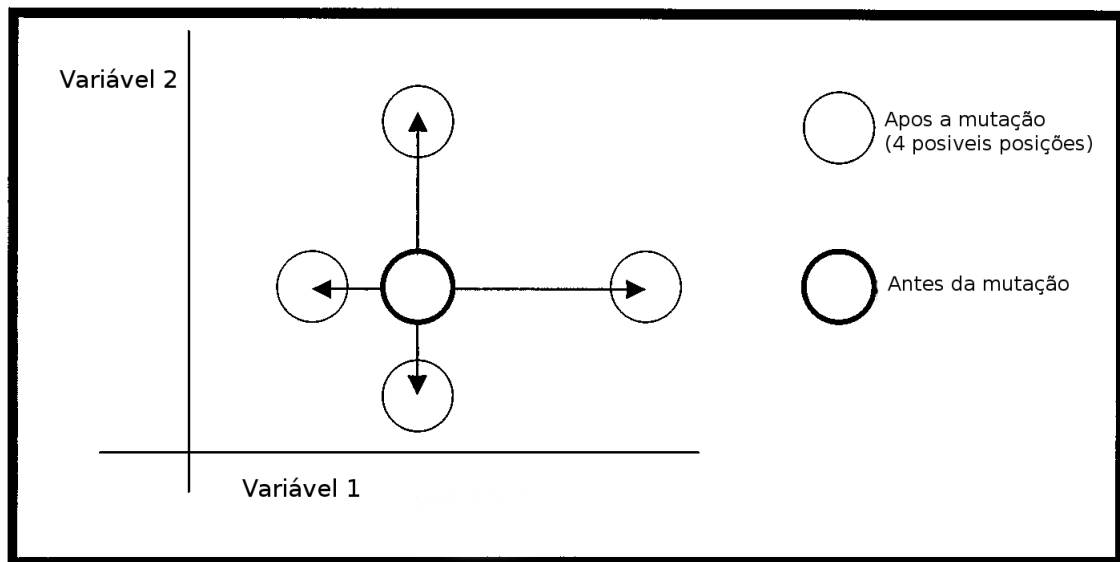 Variável 2
Apos a mutação
(4 posiveis posições)
Antes da mutação
Variável 1